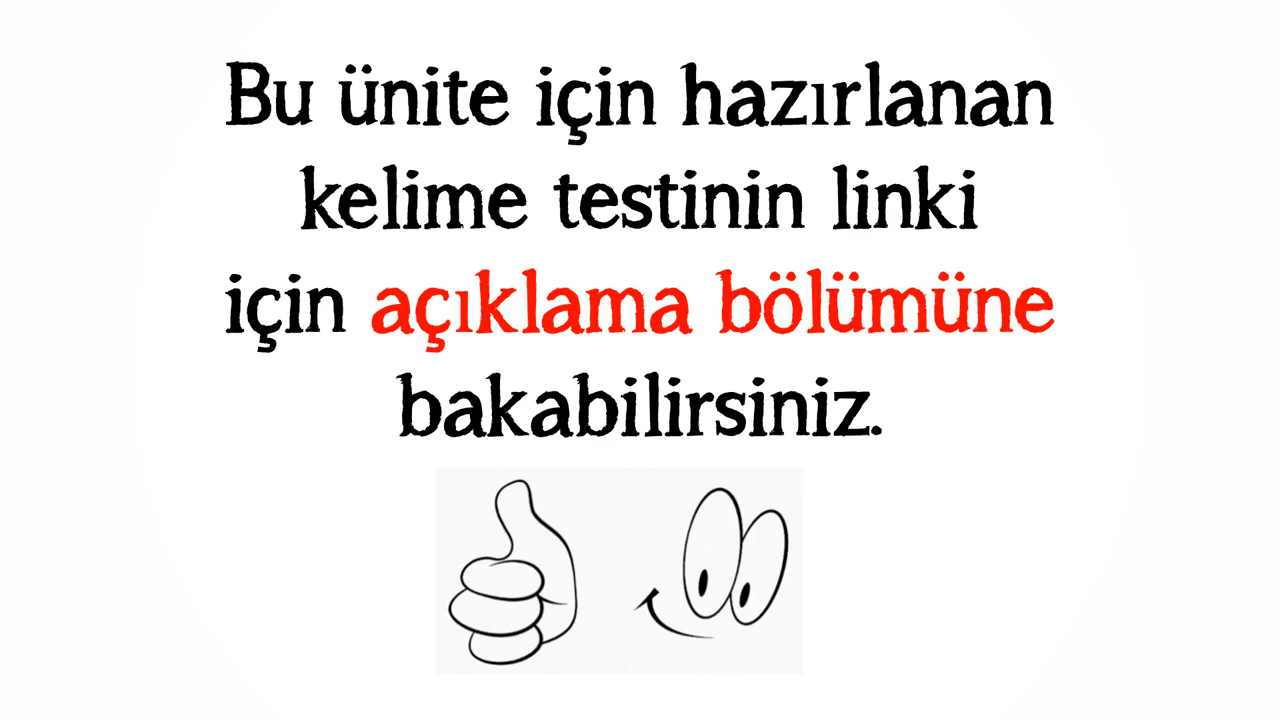 Bu ünite için hazırlanan
kelime testinin linki
için açıklama bölümüne
bakabilirsiniz.